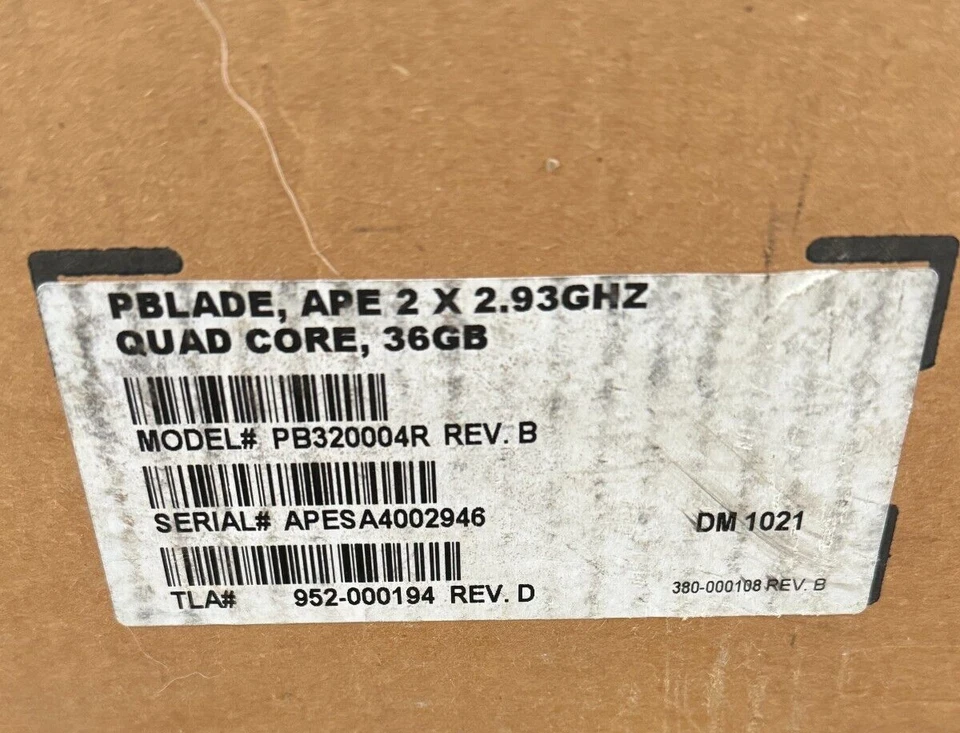 PBLADE, APE 2 X 2.93GHZ
QUAD CORE, 36GB
MODEL# PB320004R REV. B
SERIAL# APESA4002946
DM 1021
TLA# 952-000194 REV. D
380-000108 REV. B